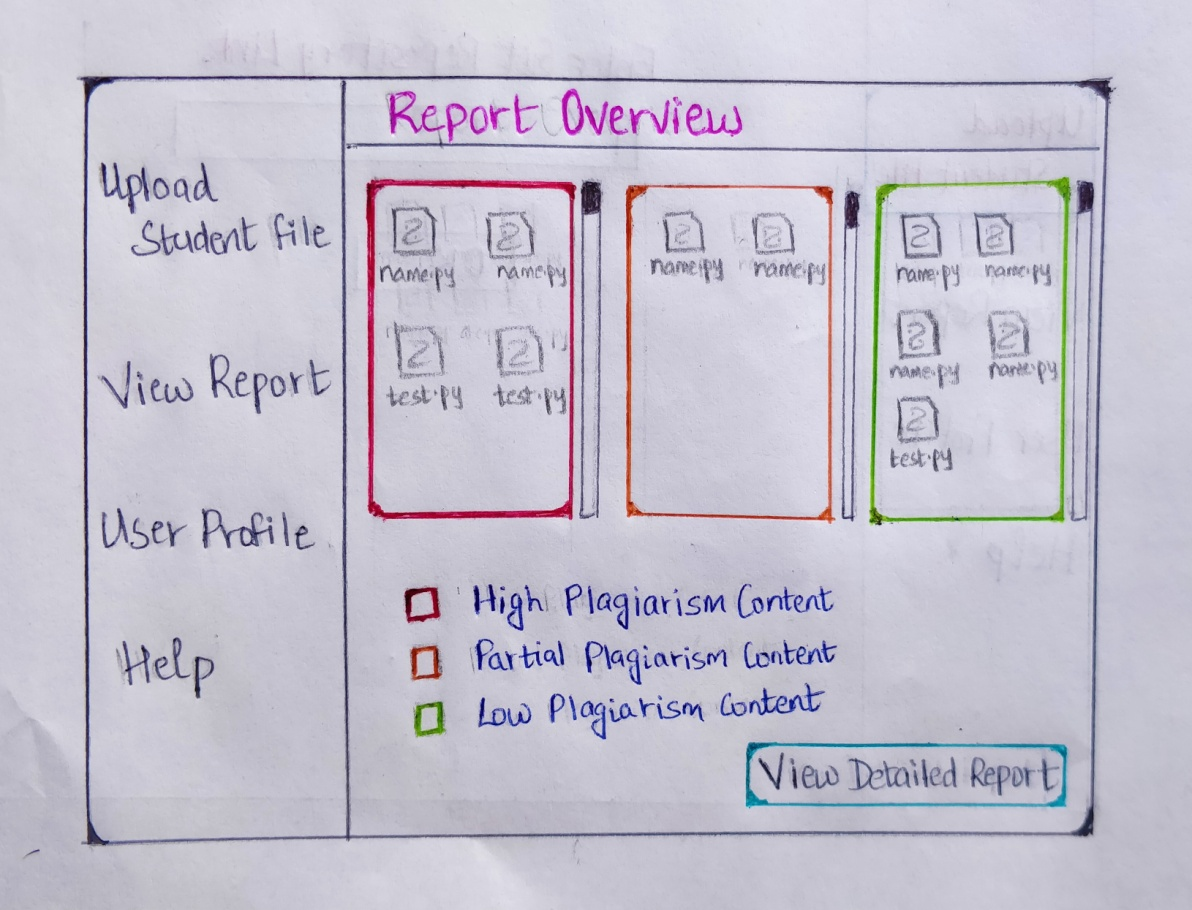 Report Overview
Upload
Student file
View Report
User Profile
Help
name.py name.py
test.py test.py
name.py name.py
name.py name.py
name.py name.py
test.py
High Plagiarism Content
Partial Plagiarism Content
Low Plagiarism Content
View Detailed Report